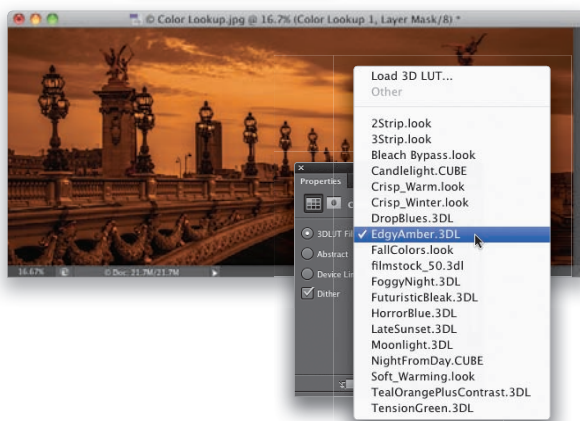 © Color Lookup.jpg @ 16.7% (Color Lookup 1, Layer Mask/8) *
Load 3D LUT...
Other
2Strip.look
3Strip.look
Bleach Bypass.look
Candlelight.CUBE
Crisp_Warm.look
Crisp_Winter.look
DropBlues.3DL
✓ EdgyAmber.3DL
FallColors.look
filmstock_50.3dl
FoggyNight.3DL
FuturisticBleak.3DL
HorrorBlue.3DL
LateSunset.3DL
Moonlight.3DL
NightFromDay.CUBE
Soft_Warming.look
TealOrangePlusContrast.3DL
TensionGreen.3DL
Properties
C
3DLUT Fil
Abstract
Device Lin
Dither
16.67%
© Doc: 21.7M/21.7M